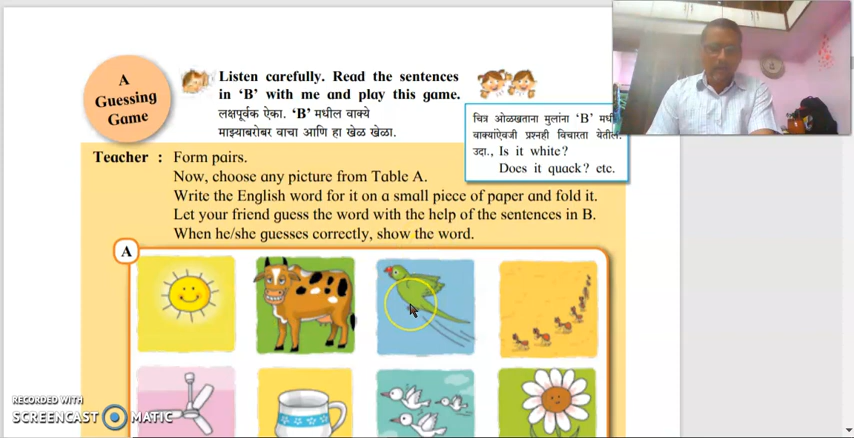 A
Guessing
Game
Listen carefully. Read the sentences
in ‘B’ with me and play this game.
लक्षपूर्वक ऐका. ‘B’ मधील वाक्ये
माझ्याबरोबर वाचा आणि हा खेळ खेळा.
चित्र ओळखताना मुलांना ‘B’ मधी
वाक्यांऐवजी प्रश्नही विचारता येतील.
उदा., Is it white?
Does it quack? etc.
Teacher : Form pairs.
Now, choose any picture from Table A.
Write the English word for it on a small piece of paper and fold it.
Let your friend guess the word with the help of the sentences in B.
When he/she guesses correctly, show the word.
A
RECORDED WITH
SCREENCAST MATIC